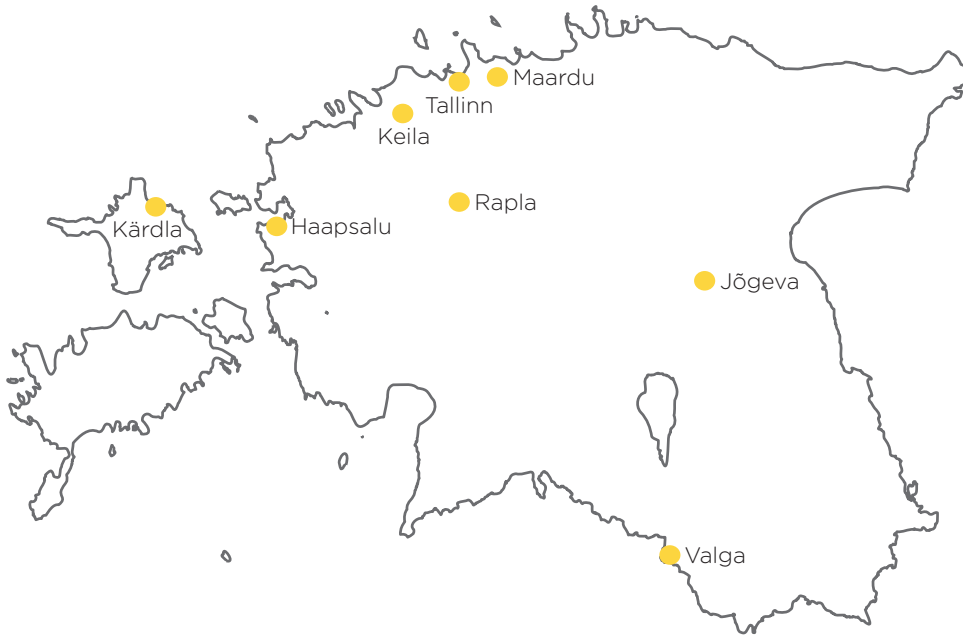 Maardu
Tallinn
Keila
Rapla
Kärdla
Haapsalu
Jõgeva
Valga